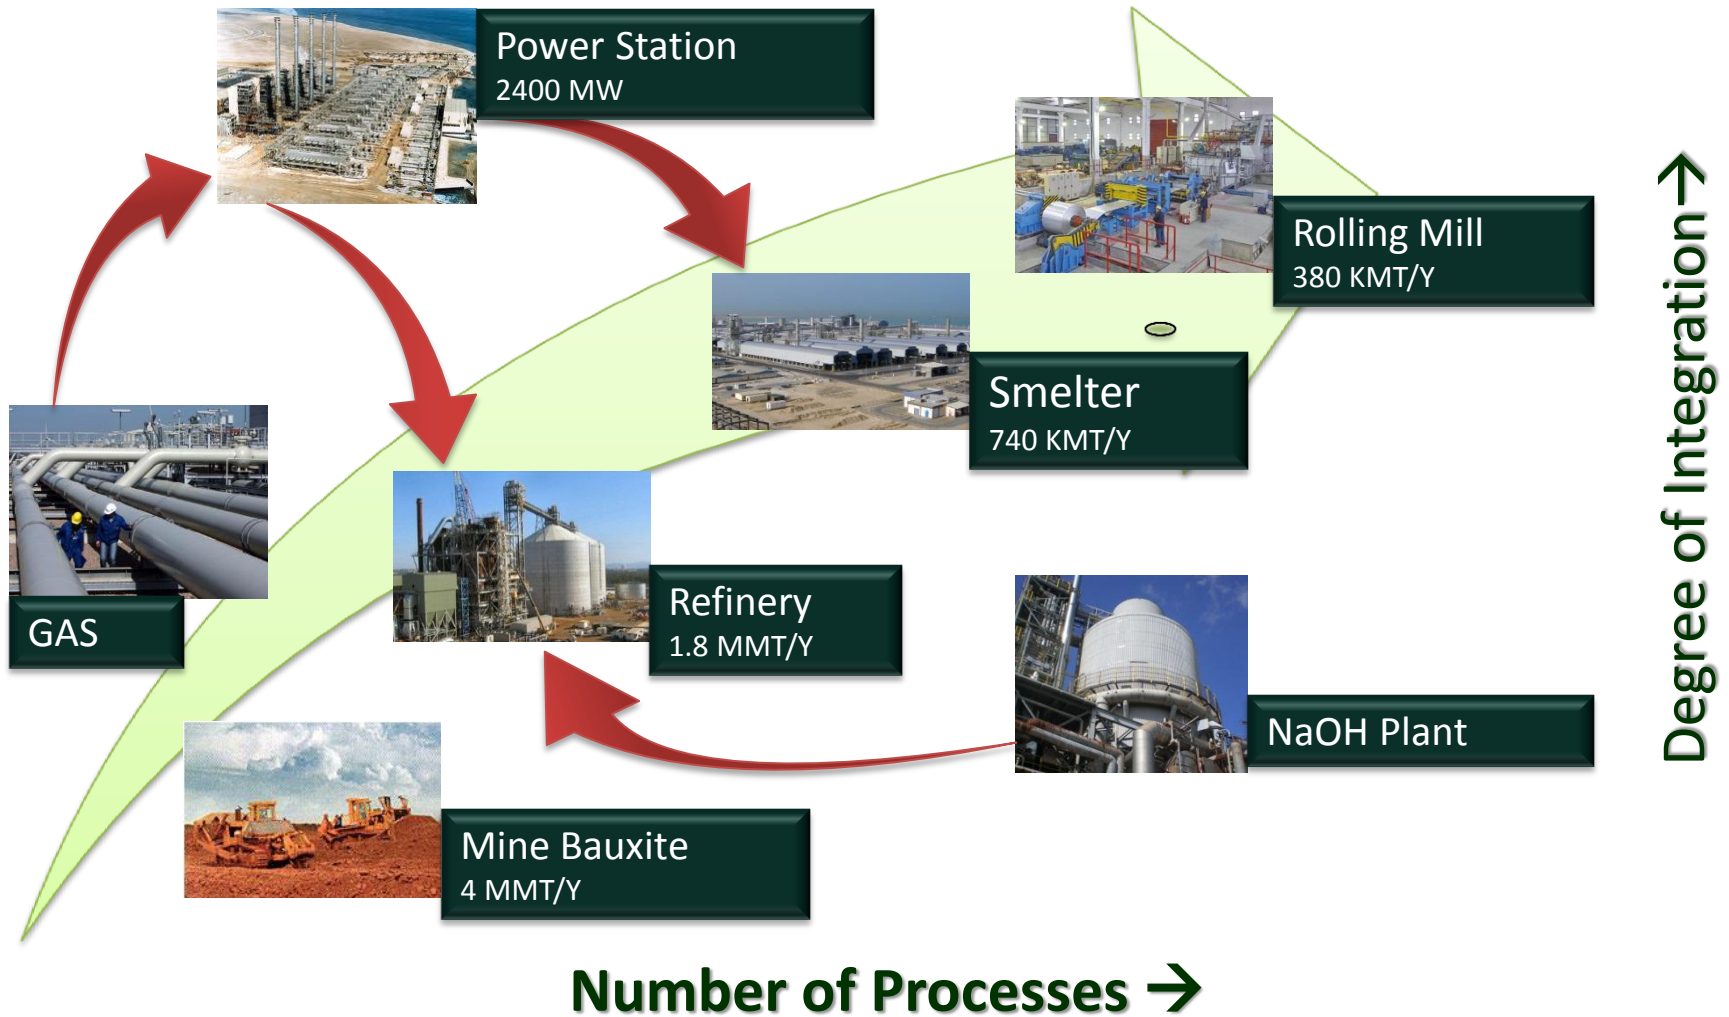 Power Station
2400 MW
Rolling Mill
380 KMT/Y
Smelter
740 KMT/Y
GAS
Refinery
1.8 MMT/Y
NaOH Plant
Mine Bauxite
4 MMT/Y
Number of Processes →
Degree of Integration→